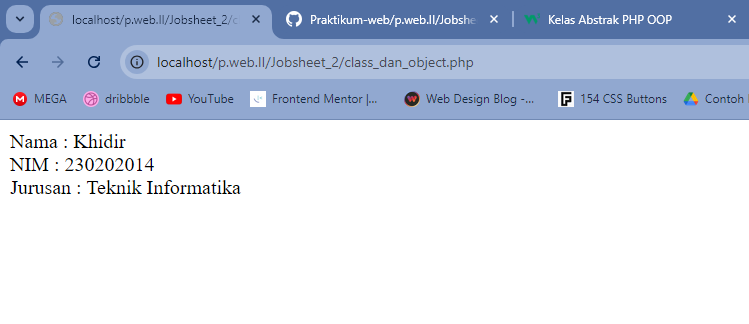 localhost/p.web.ll/Jobsheet_2/cl
Praktikum-web/p.web.ll/Jobshe
Kelas Abstrak PHP OOP
localhost/p.web.ll/Jobsheet_2/class_dan_object.php
MEGA
dribbble
YouTube
Frontend Mentor |...
Web Design Blog -...
154 CSS Buttons
Contoh
Nama : Khidir
NIM : 230202014
Jurusan : Teknik Informatika